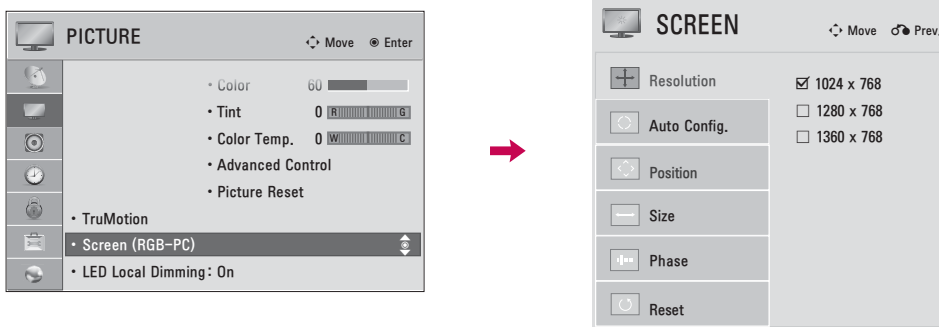 PICTURE
Move Enter
• Color 60
• Tint 0 R G
• Color Temp. 0 W C
• Advanced Control
• Picture Reset
• TruMotion
• Screen (RGB-PC)
• LED Local Dimming: On
SCREEN
Move Prev.
Resolution
Auto Config.
Position
Size
Phase
Reset
1024 x 768
1280 x 768
1360 x 768